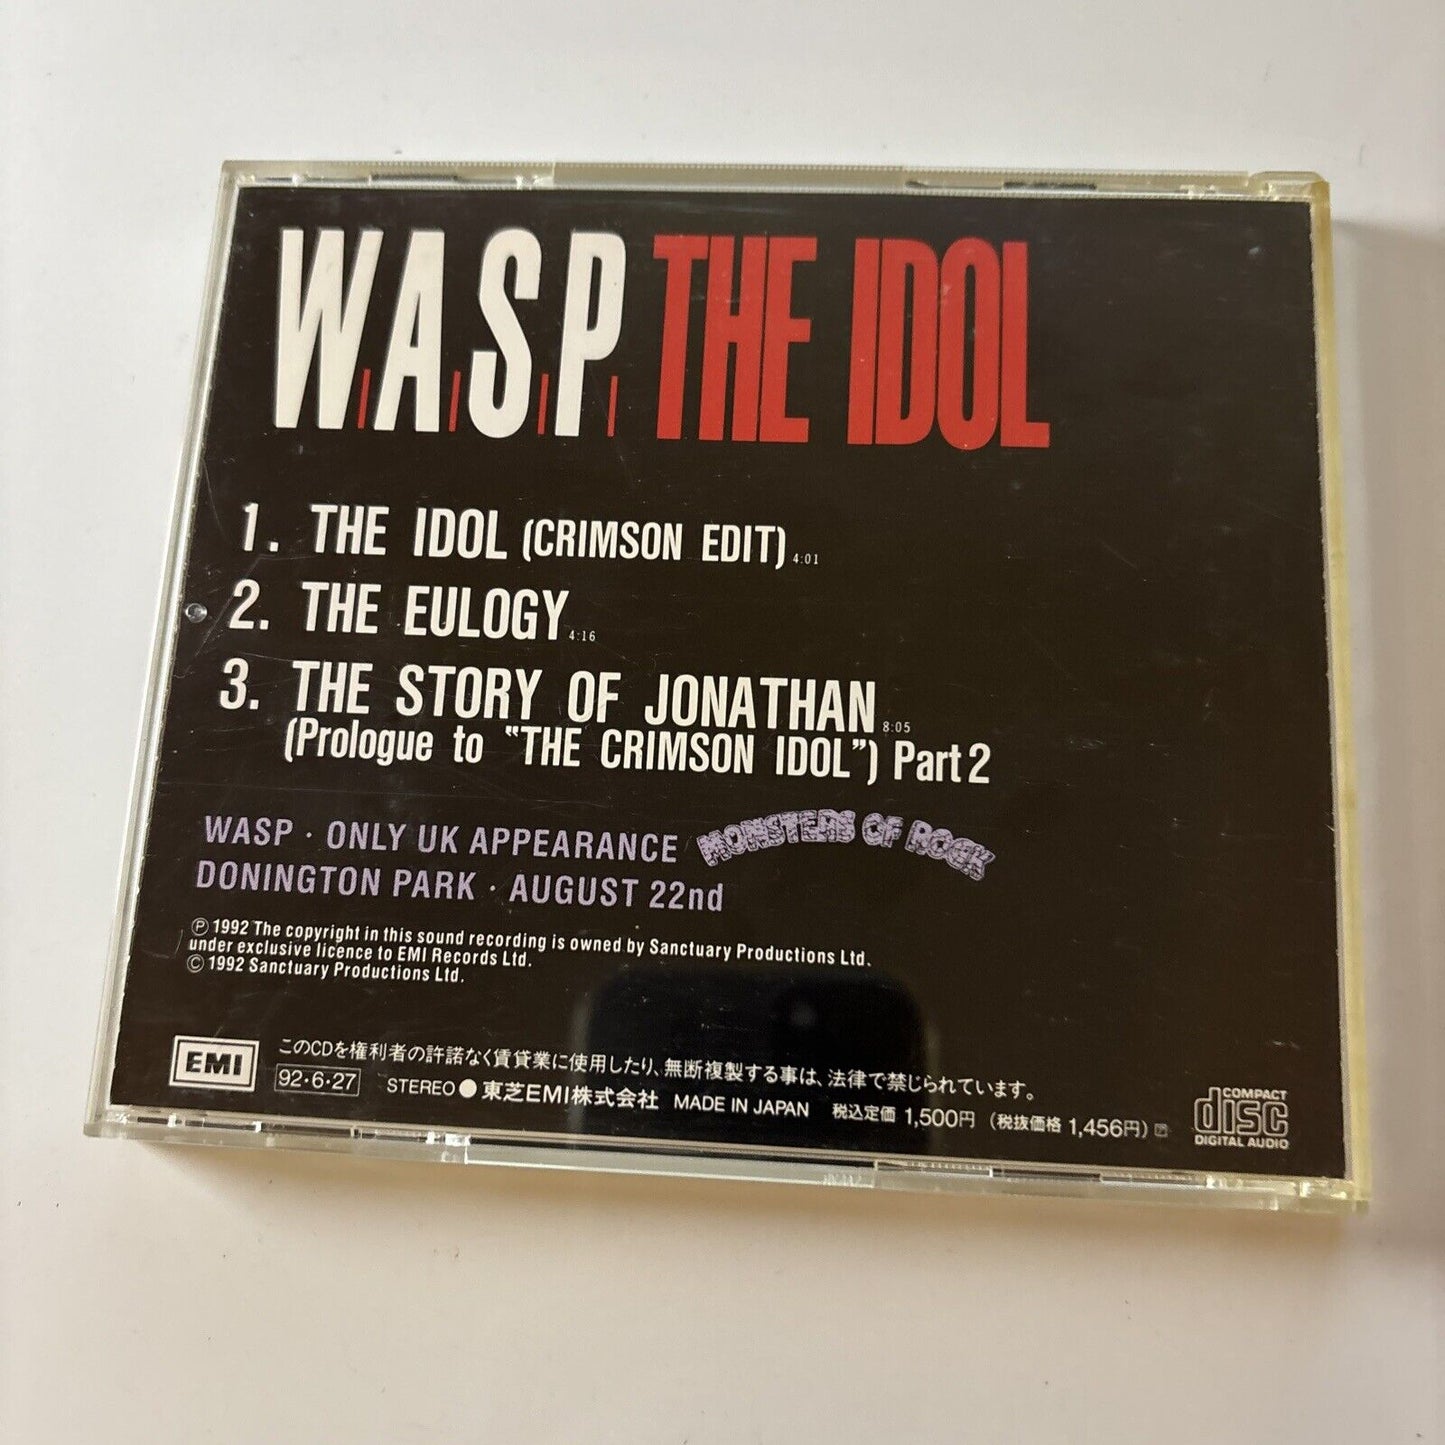 W.A.S.P. THE IDOL
1. THE IDOL (CRIMSON EDIT) 4:01
2. THE EULOGY 4:16
3. THE STORY OF JONATHAN 8:05
(Prologue to "THE CRIMSON IDOL") Part 2
WASP · ONLY UK APPEARANCE MONSTERS OF ROCK
DONINGTON PARK · AUGUST 22nd
Ⓟ 1992 The copyright in this sound recording is owned by Sanctuary Productions Ltd.
under exclusive licence to EMI Records Ltd.
© 1992 Sanctuary Productions Ltd.
EMI このCDを権利者の許諾なく賃貸業に使用したり、無断複製する事は、法律で禁じられています。
92·6·27 STEREO ● 東芝EMI株式会社 MADE IN JAPAN 税込定価 1,500円 (税抜価格 1,456円)
COMPACT
disc
DIGITAL AUDIO